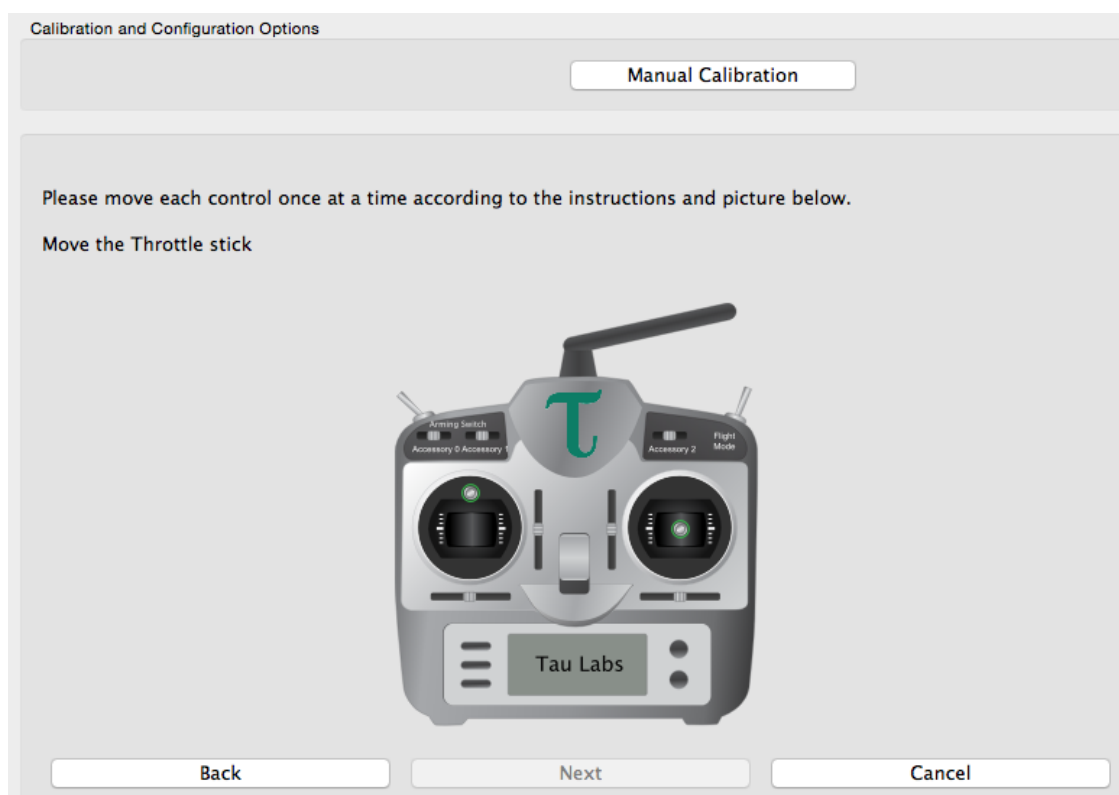 Calibration and Configuration Options
Manual Calibration
Please move each control once at a time according to the instructions and picture below.
Move the Throttle stick
τ
Arming Switch
Accessory 0 Accessory 1
Accessory 2
Flight
Mode
Tau Labs
Back
Next
Cancel